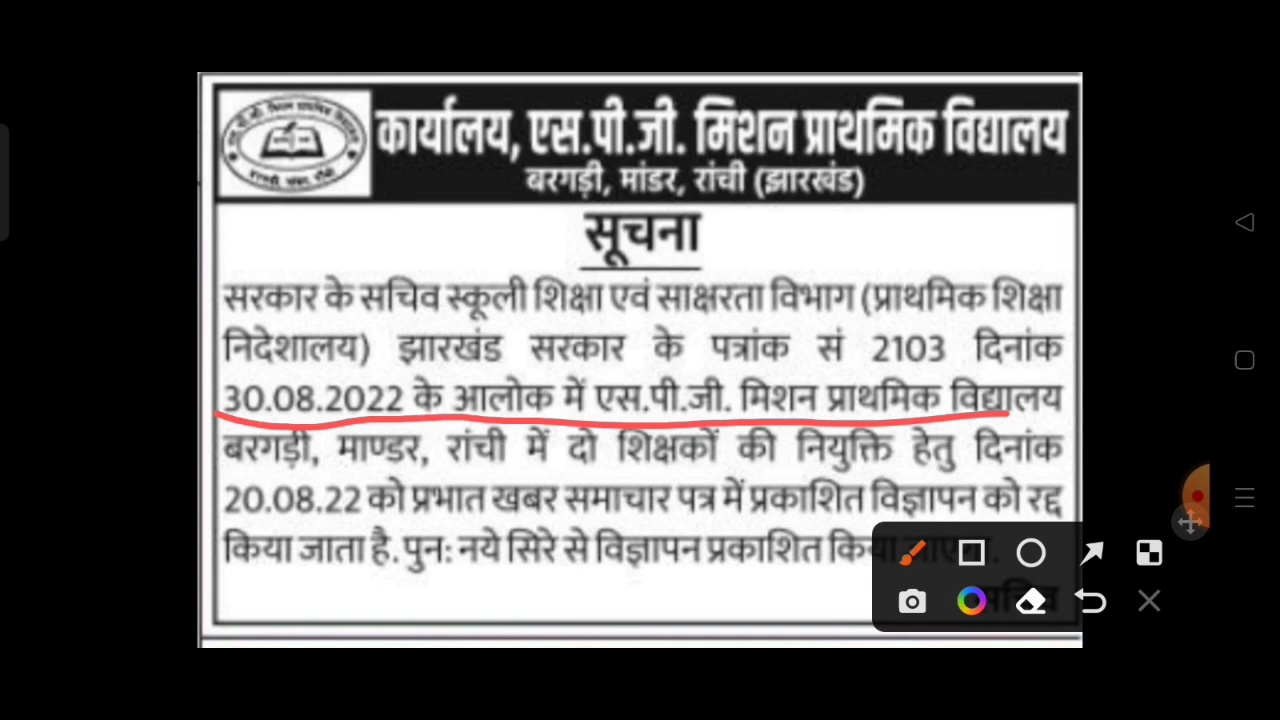 कार्यालय, एस.पी.जी. मिशन प्राथमिक विद्यालय
बरगड़ी, मांडर, रांची (झारखंड)
सूचना
सरकार के सचिव स्कूली शिक्षा एवं साक्षरता विभाग (प्राथमिक शिक्षा
निदेशालय) झारखंड सरकार के पत्रांक सं 2103 दिनांक
30.08.2022 के आलोक में एस.पी.जी. मिशन प्राथमिक विद्यालय
बरगड़ी, माण्डर, रांची में दो शिक्षकों की नियुक्ति हेतु दिनांक
20.08.22 को प्रभात खबर समाचार पत्र में प्रकाशित विज्ञापन को रद्द
किया जाता है. पुन: नये सिरे से विज्ञापन प्रकाशित किया जाएगा.
सचिव